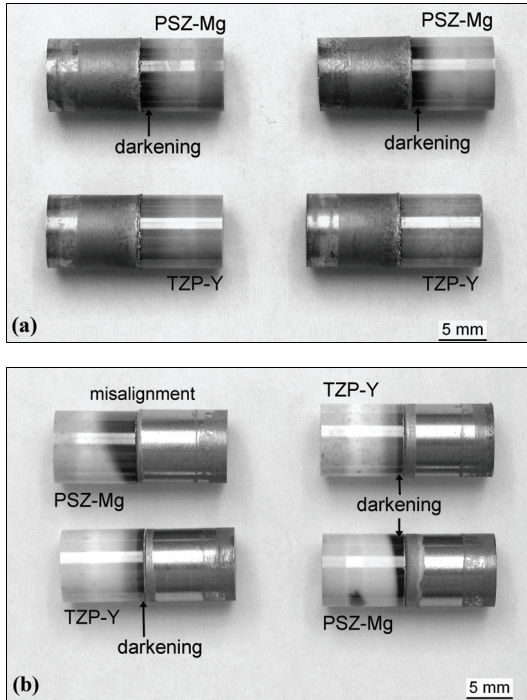 PSZ-Mg
PSZ-Mg
darkening
darkening
TZP-Y
TZP-Y
(a)
5 mm
misalignment
TZP-Y
PSZ-Mg
darkening
TZP-Y
darkening
PSZ-Mg
(b)
5 mm